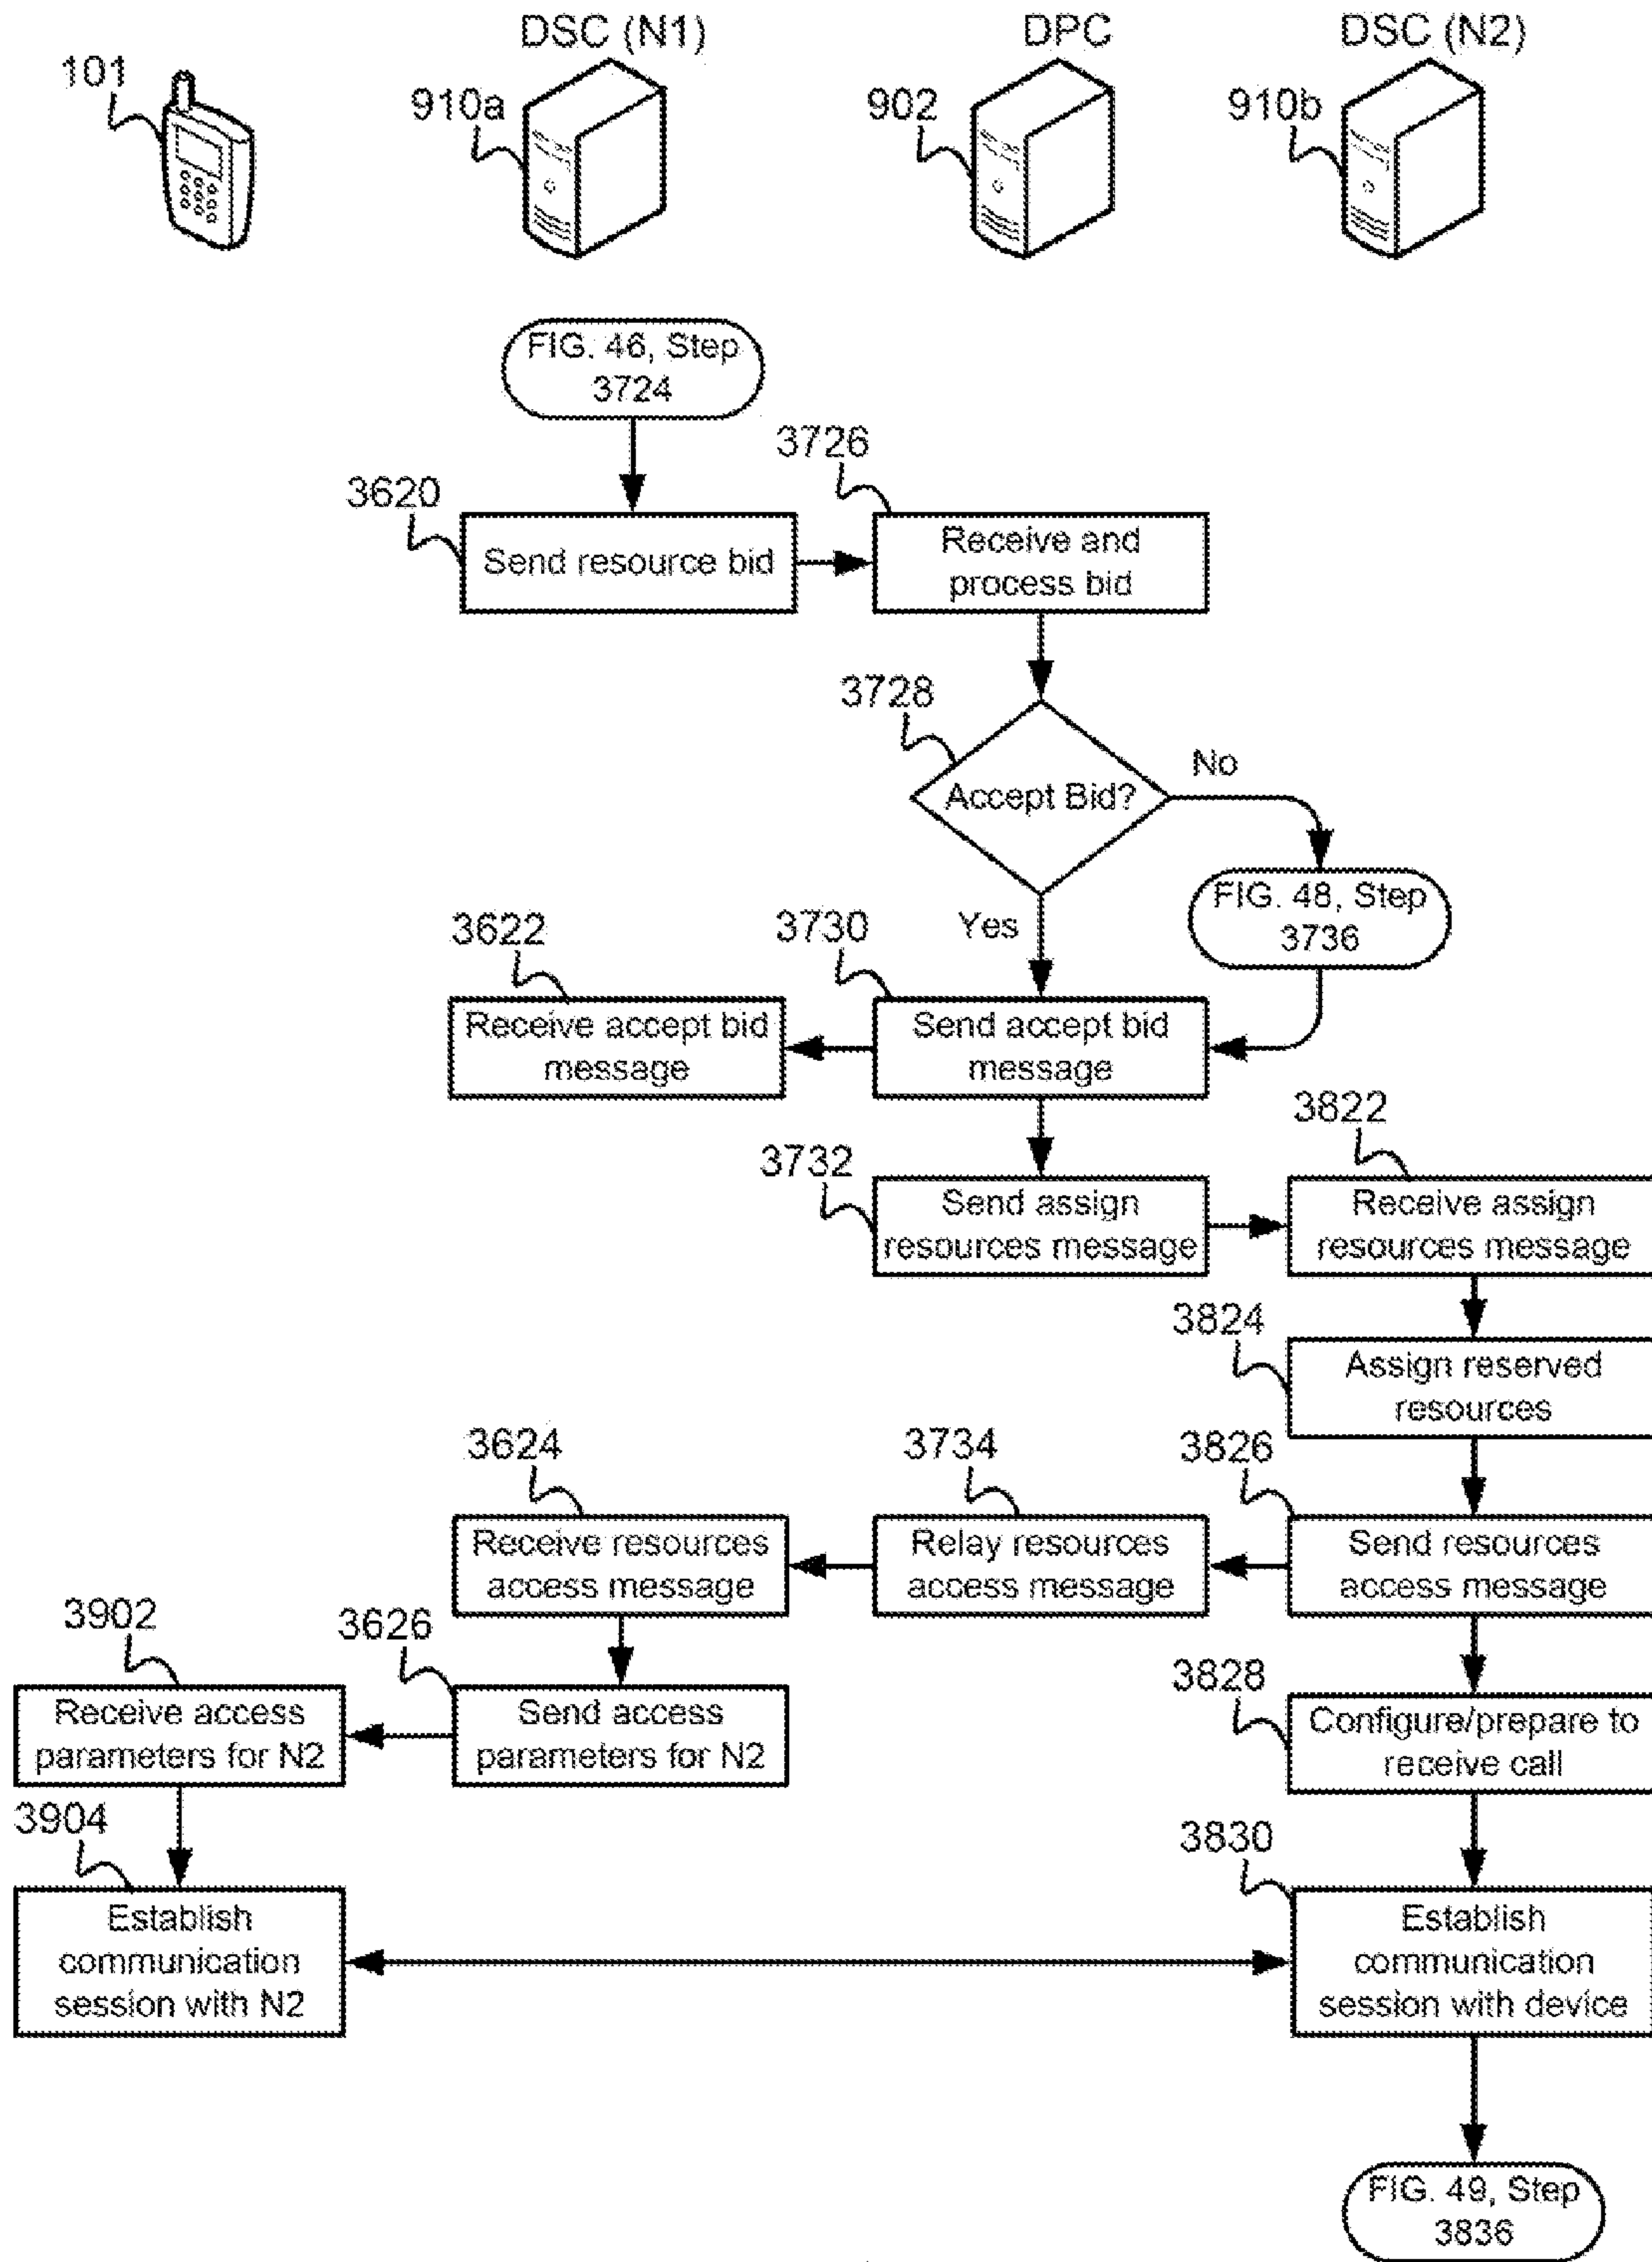 DSC (N1)
DPC
DSC (N2)
101
910a
902
910b
FIG. 46, Step
3724
3726
3620
Send resource bid
Receive and
process bid
3728
Accept Bid?
No
FIG. 48, Step
3736
Yes
3622
3730
Receive accept bid
message
Send accept bid
message
3822
3732
Send assign
resources message
Receive assign
resources message
3824
Assign reserved
resources
3624
3734
3826
Receive resources
access message
Relay resources
access message
Send resources
access message
3902
3626
3828
Receive access
parameters for N2
Send access
parameters for N2
Configure/prepare to
receive call
3904
3830
Establish
communication
session with N2
Establish
communication
session with device
FIG. 49, Step
3836